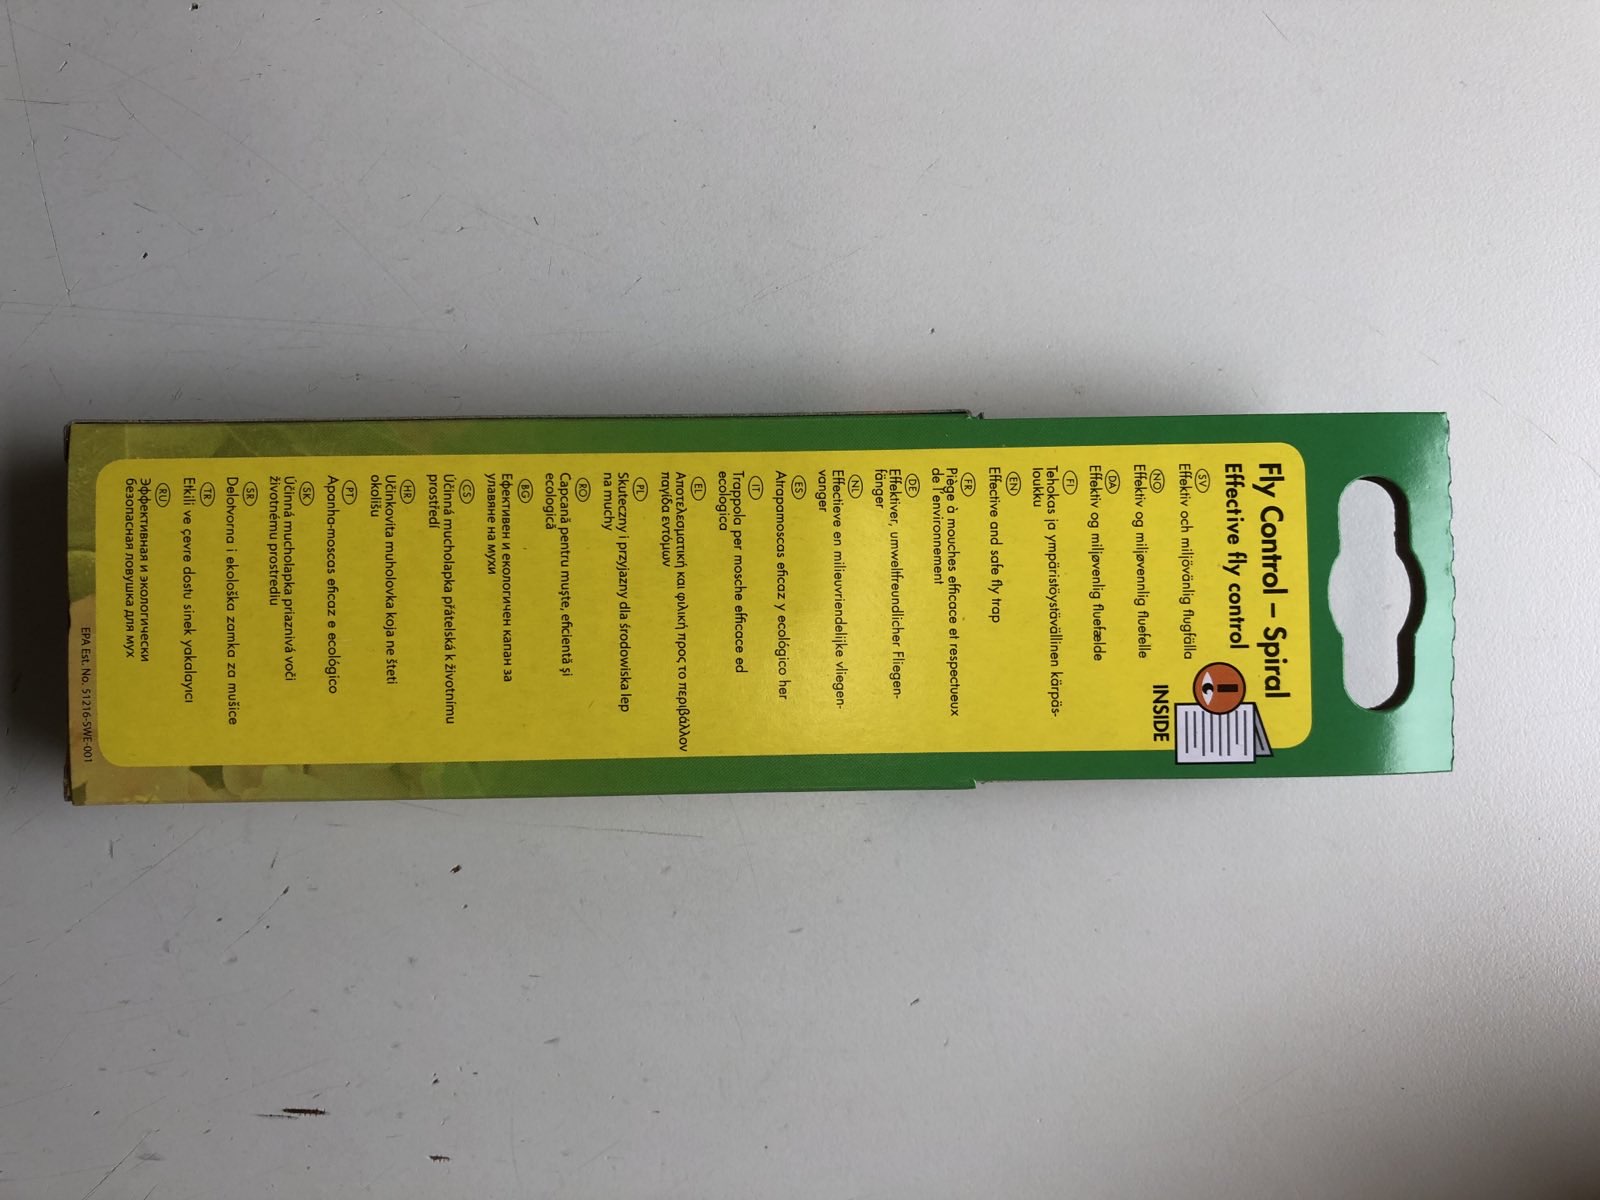 Fly Control – Spiral
Effective fly control
INSIDE
SV
Effektiv och miljövänlig flugfälla
NO
Effektiv og miljøvennlig fluefelle
DA
Effektiv og miljøvenlig fluefælde
FI
Tehokas ja ympäristöystävällinen kärpäs-
loukku
EN
Effective and safe fly trap
FR
Piège à mouches efficace et respectueux
de l'environnement
DE
Effektiver, umweltfreundlicher Fliegen-
fänger
NL
Effectieve en milieuvriendelijke vliegen-
vanger
ES
Atrapamoscas eficaz y ecológico her
IT
Trappola per mosche efficace ed
ecologica
EL
Αποτελεσματική και φιλική προς το περιβάλλον
παγίδα εντόμων
PL
Skuteczny i przyjazny dla środowiska lep
na muchy
RO
Capcană pentru muşte, eficientă şi
ecologică
BG
Ефективен и екологичен капан за
улавяне на мухи
CS
Účinná mucholapka přátelská k životnímu
prostředí
HR
Učinkovita muholovka koja ne šteti
okolišu
PT
Apanha-moscas eficaz e ecológico
SK
Účinná mucholapka priaznivá voči
životnému prostrediu
SR
Delotvorna i ekološka zamka za mušice
TR
Etkili ve çevre dostu sinek yakalayıcı
RU
Эффективная и экологически
безопасная ловушка для мух
EPA Est. No. 51216-SWE-001